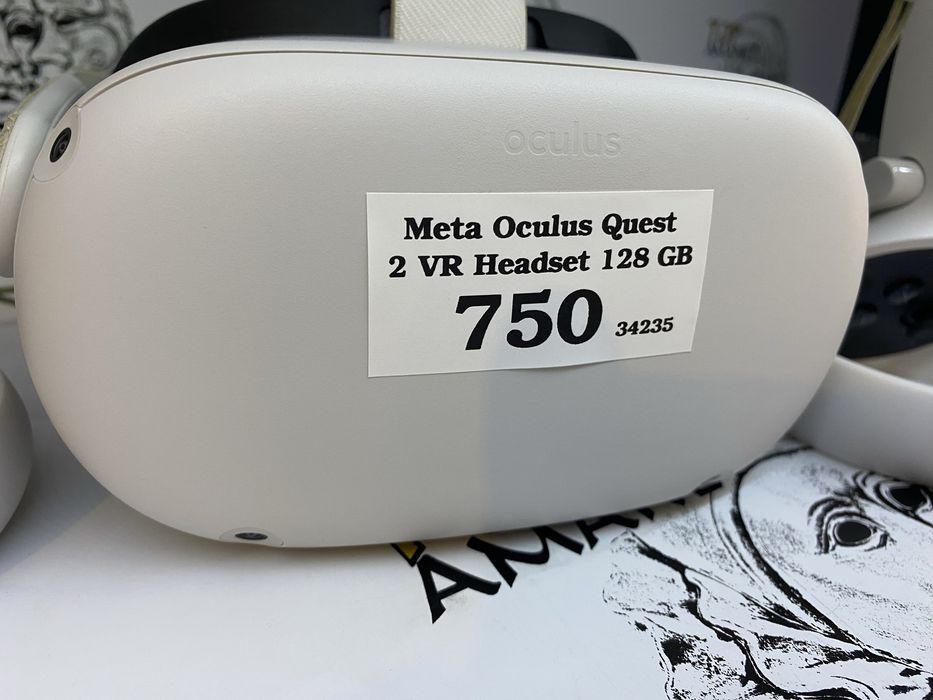 oculus
Meta Oculus Quest
2 VR Headset 128 GB
750 34235